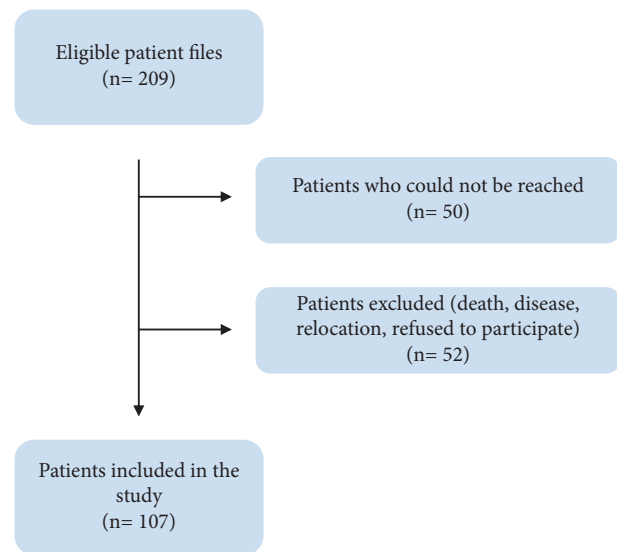 Eligible patient files
(n= 209)
Patients who could not be reached
(n= 50)
Patients excluded (death, disease,
relocation, refused to participate)
(n= 52)
Patients included in the
study
(n= 107)